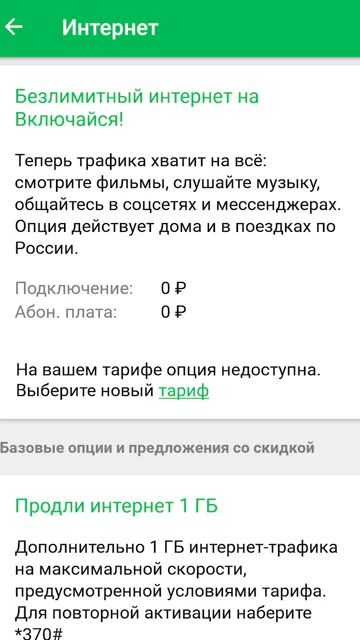 Интернет
Безлимитный интернет на
Включайся!
Теперь трафика хватит на всё:
смотрите фильмы, слушайте музыку,
общайтесь в соцсетях и мессенджерах.
Опция действует дома и в поездках по
России.
Подключение: 0 ₽
Абон. плата: 0 ₽
На вашем тарифе опция недоступна.
Выберите новый тариф
Базовые опции и предложения со скидкой
Продли интернет 1 ГБ
Дополнительно 1 ГБ интернет-трафика
на максимальной скорости,
предусмотренной условиями тарифа.
Для повторной активации наберите
*370#